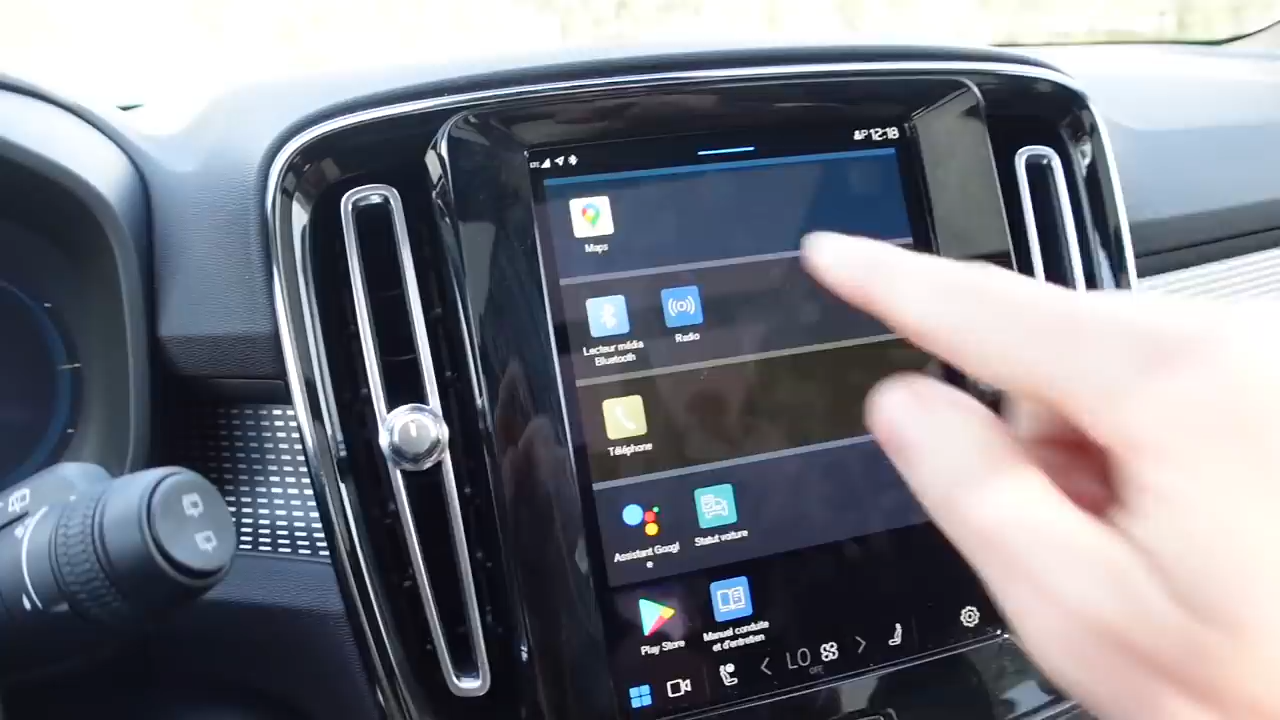 LTE
12:18
Maps
Lecteur média
Bluetooth
Radio
Téléphone
Assistant Googl
e
Statut voiture
Play Store
Manuel conduite
et d'entretien
LO
OFF